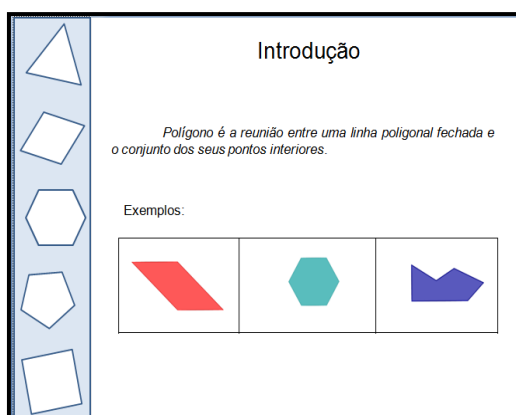 Introdução
Polígono é a reunião entre uma linha poligonal fechada e
o conjunto dos seus pontos interiores.
Exemplos: